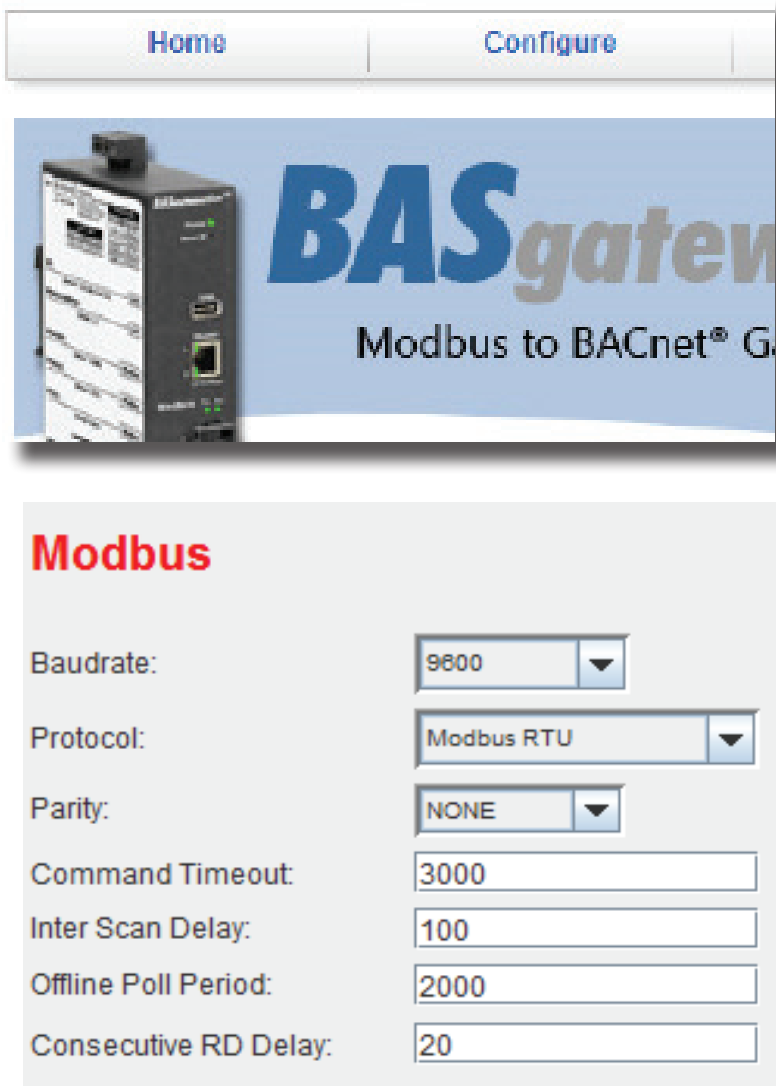 Home Configure
BASgatew
Modbus to BACnet® Ga
Modbus
Baudrate: 9600
Protocol: Modbus RTU
Parity: NONE
Command Timeout: 3000
Inter Scan Delay: 100
Offline Poll Period: 2000
Consecutive RD Delay: 20